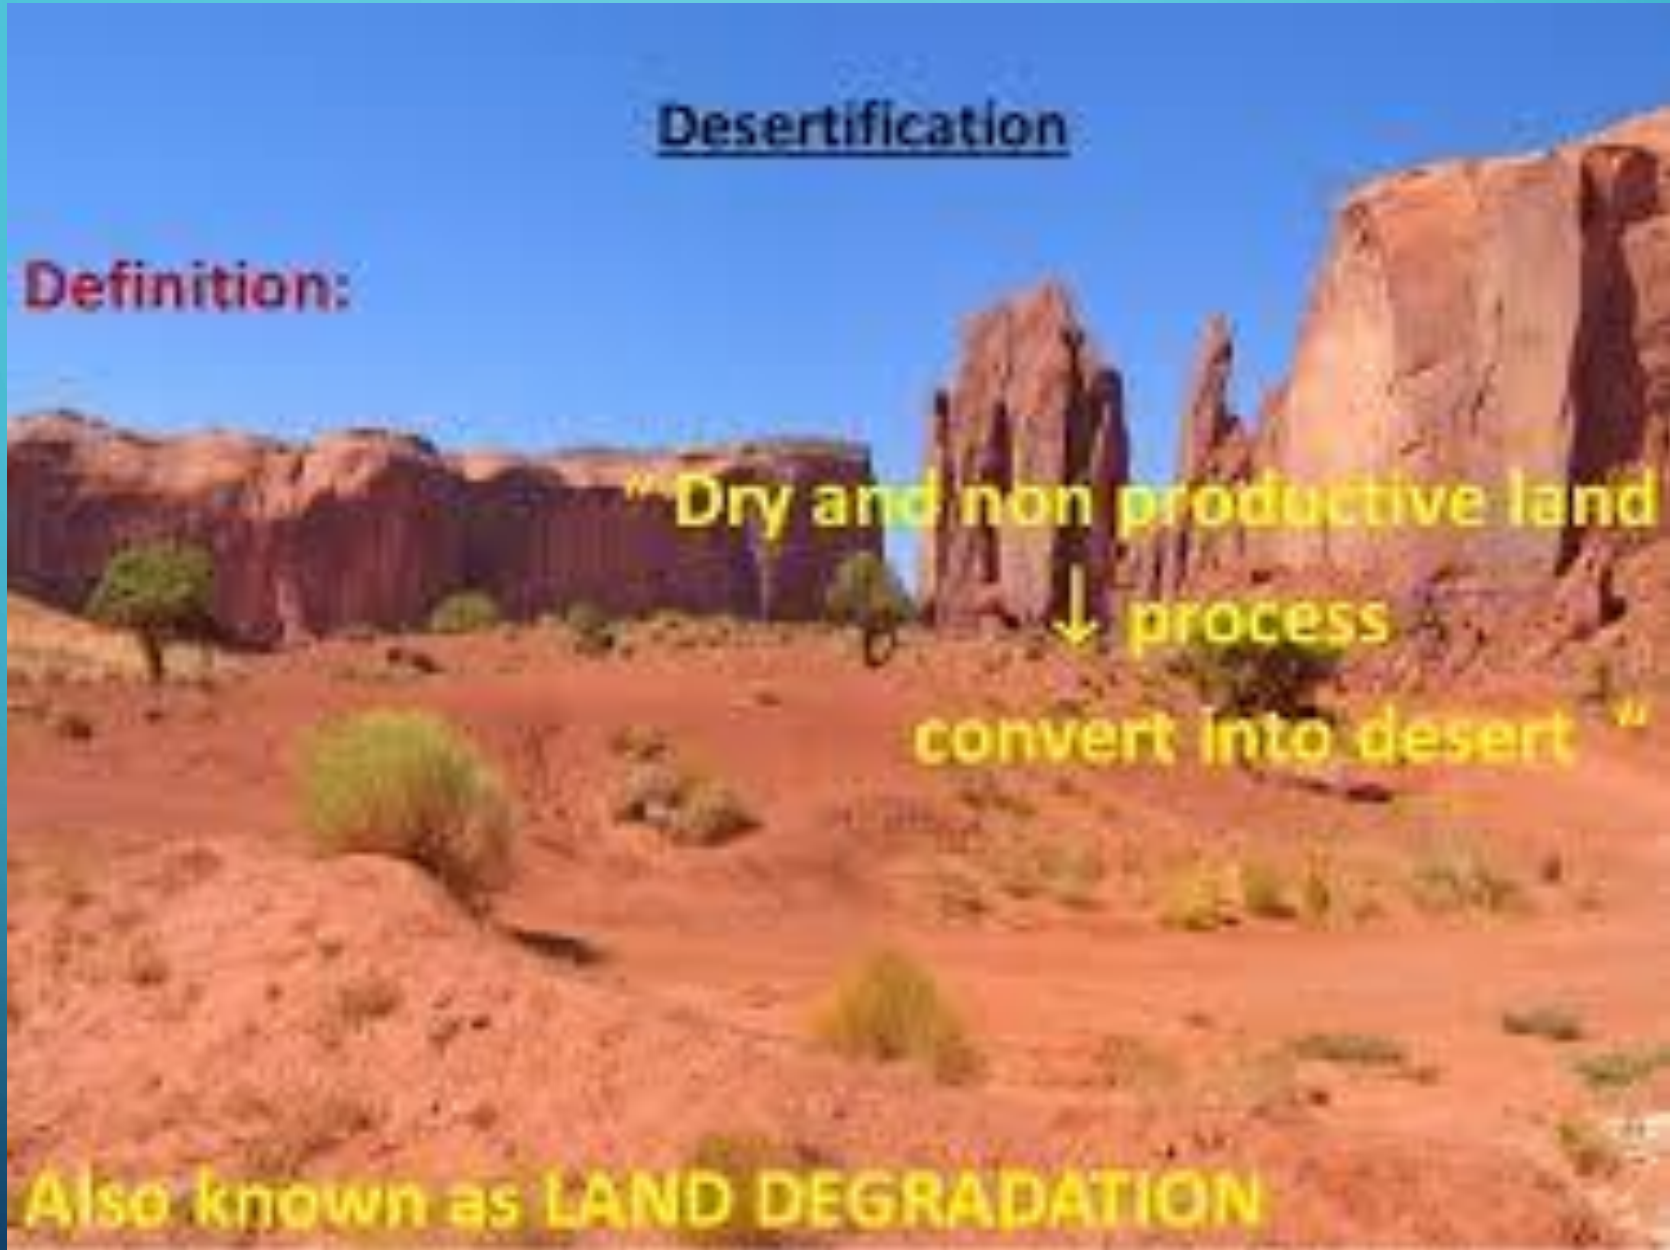 Desertification
Definition:
“ Dry and non productive land
↓ process
convert into desert “
Also known as LAND DEGRADATION